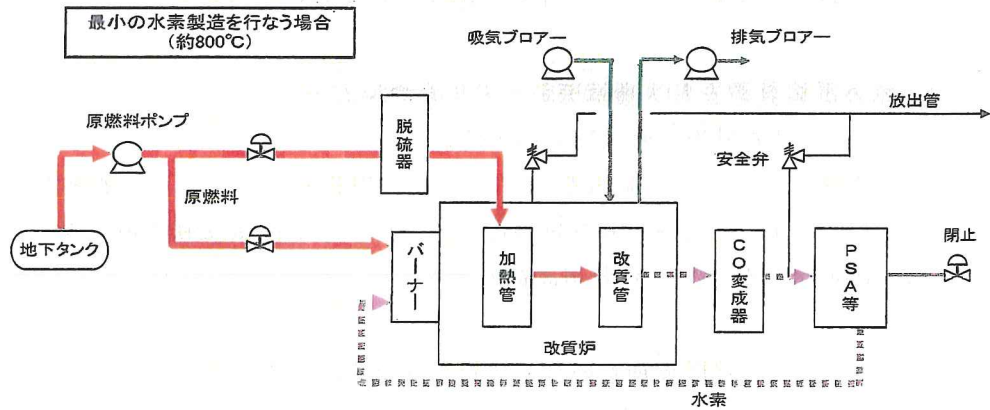 最小の水素製造を行なう場合
(約800℃)
吸気ブロアー
排気ブロアー
放出管
原燃料ポンプ
脱硫器
安全弁
原燃料
地下タンク
バーナー
加熱管
改質管
CO変成器
PSA等
閉止
改質炉
水素